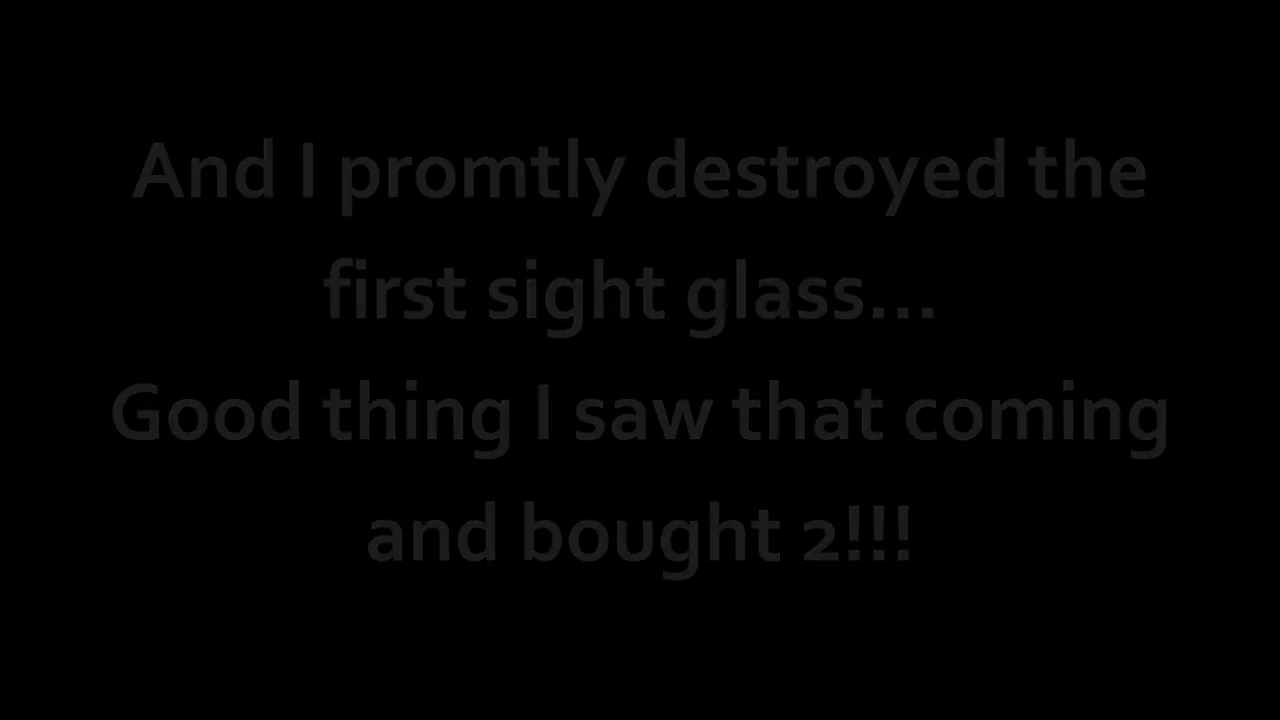 And I promtly destroyed the
first sight glass...
Good thing I saw that coming
and bought 2!!!